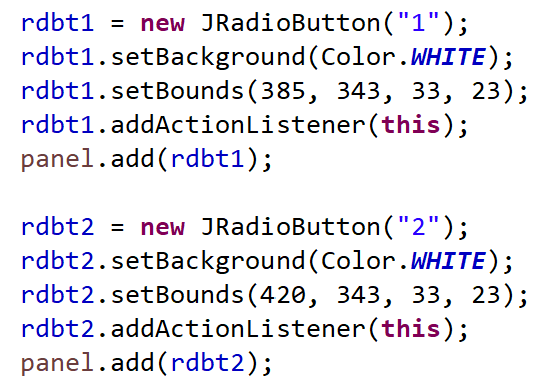 rdbt1 = new JRadioButton("1");
rdbt1.setBackground(Color.WHITE);
rdbt1.setBounds(385, 343, 33, 23);
rdbt1.addActionListener(this);
panel.add(rdbt1);
rdbt2 = new JRadioButton("2");
rdbt2.setBackground(Color.WHITE);
rdbt2.setBounds(420, 343, 33, 23);
rdbt2.addActionListener(this);
panel.add(rdbt2);